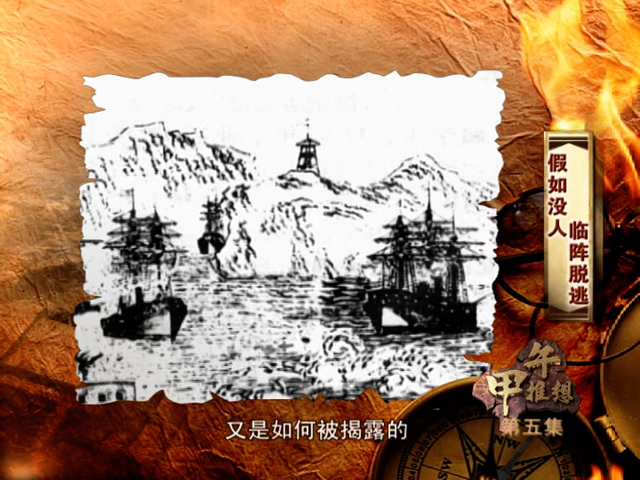 假如没人
临阵脱逃
甲午推想
第五集
又是如何被揭露的
SW